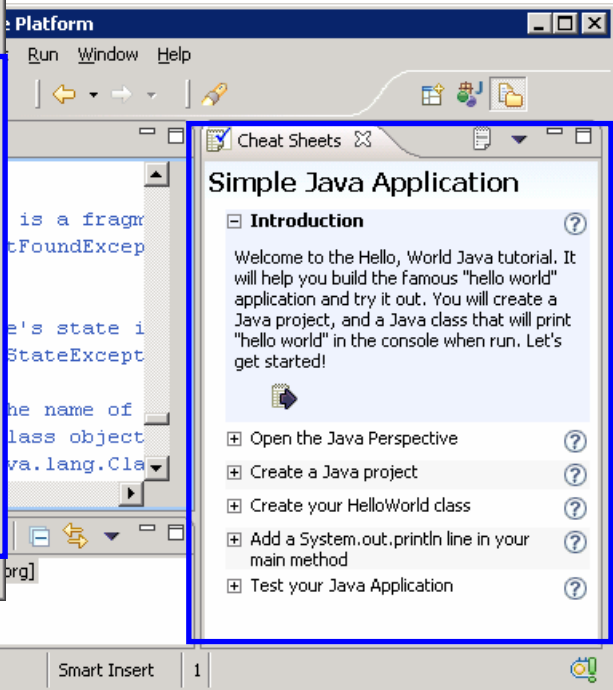 Platform
Run Window Help
Cheat Sheets
Simple Java Application
is a fragm
tFoundExcep
e's state i
StateExcept
he name of
lass object
va.lang.Cla
Introduction
Welcome to the Hello, World Java tutorial. It
will help you build the famous "hello world"
application and try it out. You will create a
Java project, and a Java class that will print
"hello world" in the console when run. Let's
get started!
Open the Java Perspective
Create a Java project
Create your HelloWorld class
Add a System.out.println line in your
main method
Test your Java Application
org]
Smart Insert
1